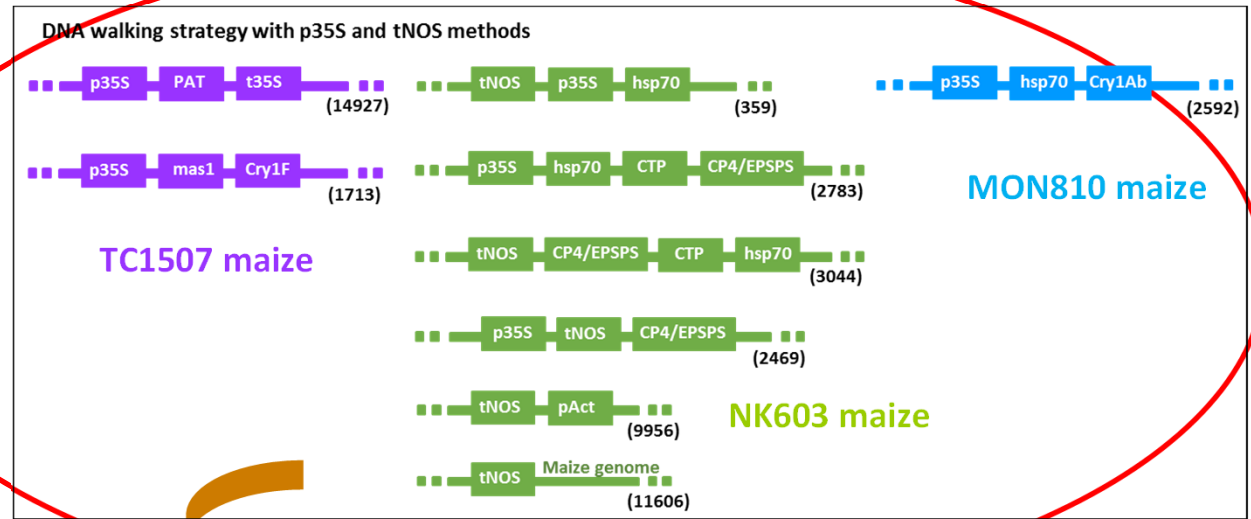 DNA walking strategy with p35S and tNOS methods
p35S PAT t35S
(14927)
p35S mas1 Cry1F
(1713)
TC1507 maize
tNOS p35S hsp70
(359)
p35S hsp70 CTP CP4/EPSPS
(2783)
tNOS CP4/EPSPS CTP hsp70
(3044)
p35S tNOS CP4/EPSPS
(2469)
tNOS pAct
(9956)
NK603 maize
tNOS Maize genome
(11606)
p35S hsp70 Cry1Ab
(2592)
MON810 maize